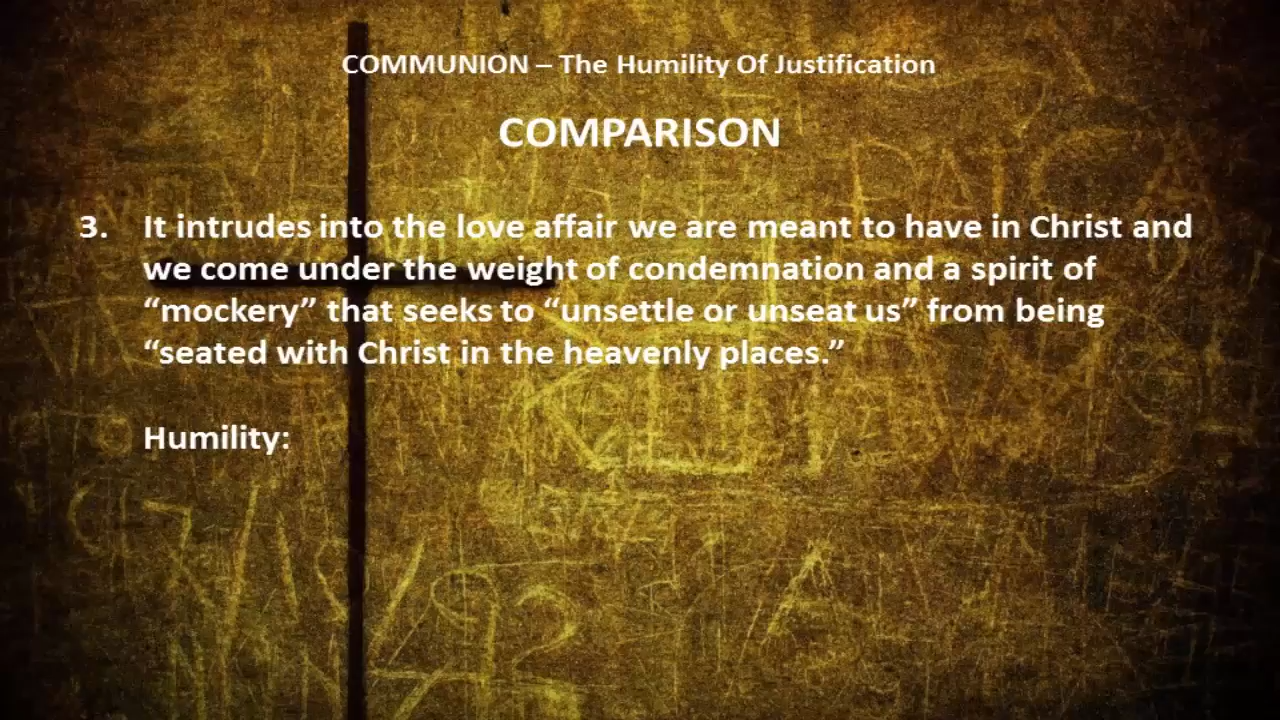 COMMUNION – The Humility Of Justification
COMPARISON
3. It intrudes into the love affair we are meant to have in Christ and
we come under the weight of condemnation and a spirit of
“mockery” that seeks to “unsettle or unseat us” from being
“seated with Christ in the heavenly places.”
Humility: